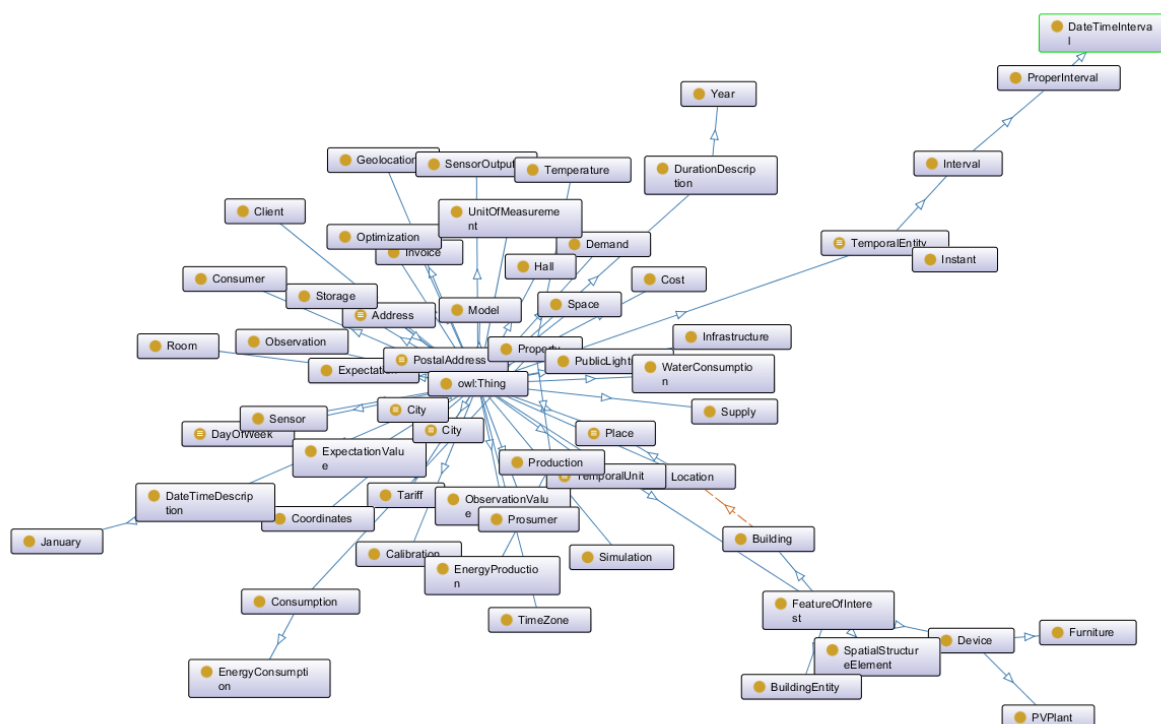 DateTimeInterva
l
ProperInterval
Year
Geolocation
SensorOutput
Temperature
DurationDescrip
tion
Interval
Client
UnitOfMeasureme
nt
Optimization
Invoice
Demand
TemporalEntity
Instant
Hall
Consumer
Storage
Cost
Space
Address
Model
Room
Observation
Property
Infrastructure
PostalAddress
PublicLight
WaterConsumptio
n
Expectation
owl:Thing
Sensor
City
Supply
DayOfWeek
City
Place
ExpectationValu
e
Production
TemporalUnit
Location
DateTimeDescrip
tion
Tariff
ObservationValu
e
Coordinates
Prosumer
January
Building
Calibration
Simulation
EnergyProductio
n
Consumption
TimeZone
FeatureOfIntere
st
Device
Furniture
SpatialStructur
eElement
EnergyConsumpti
on
BuildingEntity
PVPlant